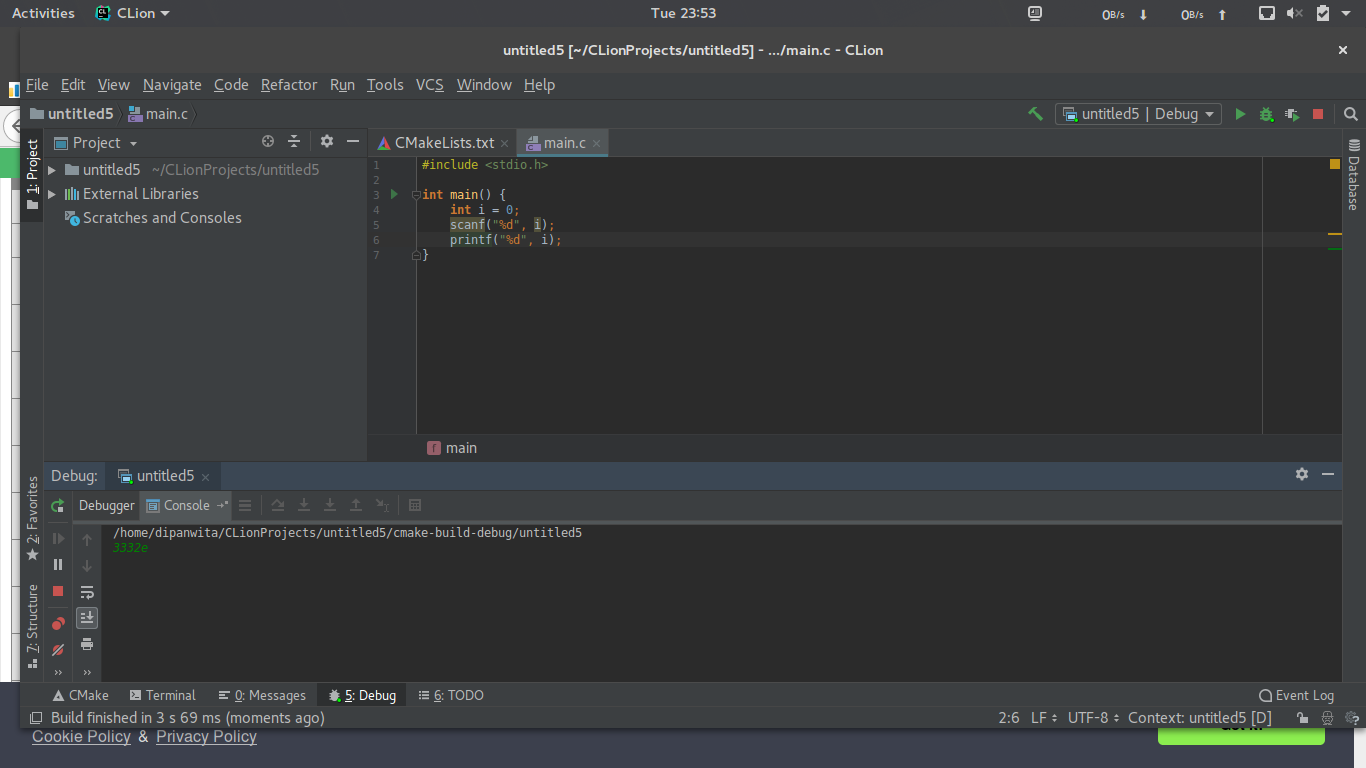 Activities CLion Tue 23:53 0B/s ↓ 0B/s ↑
untitled5 [~/CLionProjects/untitled5] - .../main.c - CLion
File Edit View Navigate Code Refactor Run Tools VCS Window Help
untitled5 main.c untitled5 | Debug
1: Project
Project
CMakeLists.txt main.c
untitled5 ~/CLionProjects/untitled5
External Libraries
Scratches and Consoles
1 #include <stdio.h>
2
3 int main() {
4 int i = 0;
5 scanf("%d", i);
6 printf("%d", i);
7 }
Database
main
Debug: untitled5
Debugger Console
/home/dipanwita/CLionProjects/untitled5/cmake-build-debug/untitled5
3332e
2: Favorites
7: Structure
CMake Terminal 0: Messages 5: Debug 6: TODO Event Log
Build finished in 3 s 69 ms (moments ago) 2:6 LF UTF-8 Context: untitled5 [D]
Cookie Policy & Privacy Policy